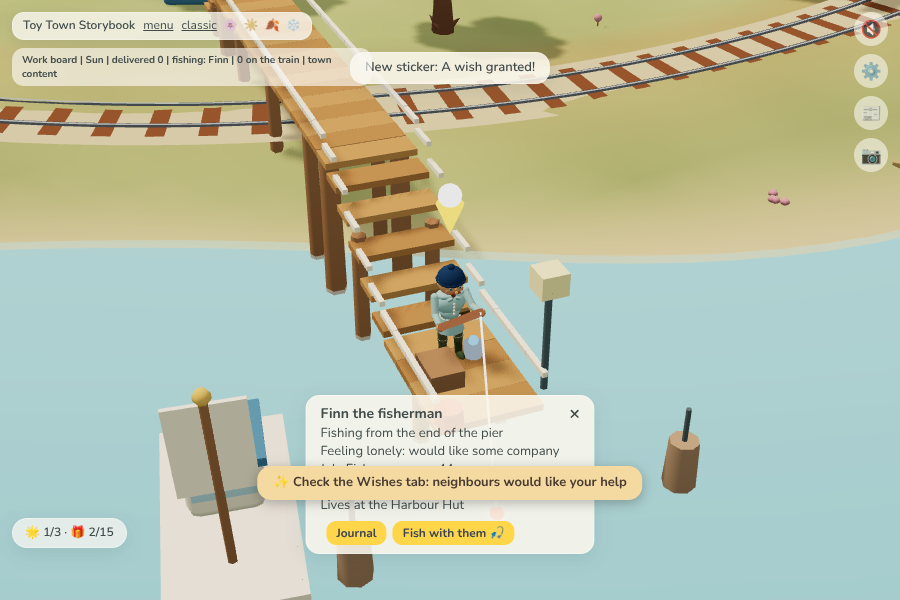 Toy Town Storybook menu classic
Work board | Sun | delivered 0 | fishing: Finn | 0 on the train | town
content
New sticker: A wish granted!
Finn the fisherman
Fishing from the end of the pier
Feeling lonely: would like some company
✨ Check the Wishes tab: neighbours would like your help
Lives at the Harbour Hut
Journal Fish with them
1/3 · 2/15